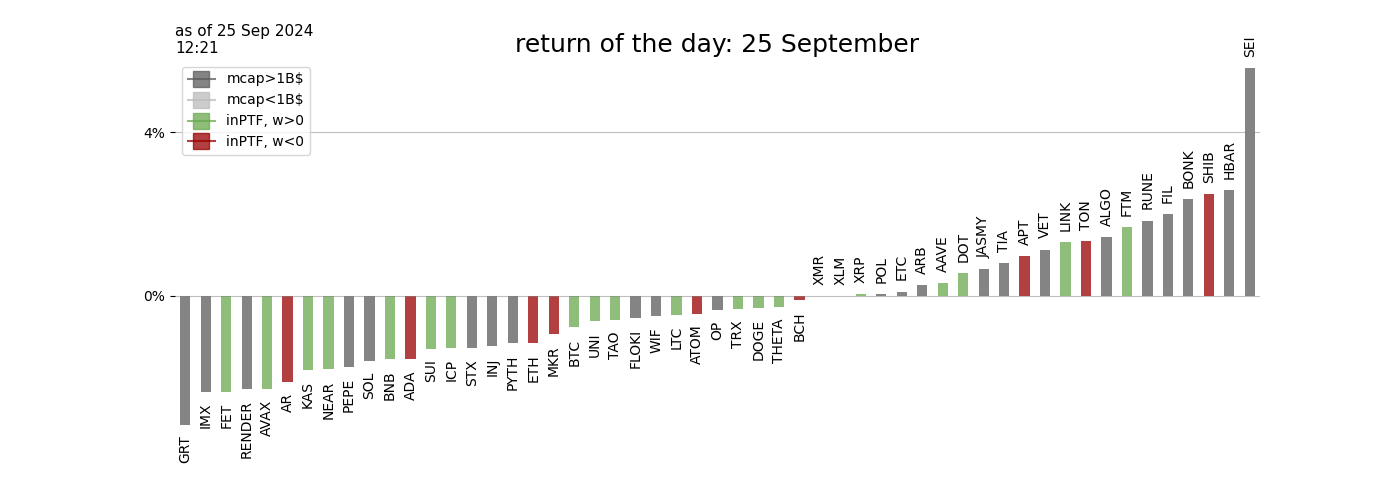 as of 25 Sep 2024
12:21
return of the day: 25 September
mcap>1B$
mcap<1B$
inPTF, w>0
inPTF, w<0
4%
0%
GRT
IMX
FET
RENDER
AVAX
AR
KAS
NEAR
PEPE
SOL
BNB
ADA
SUI
ICP
STX
INJ
PYTH
ETH
MKR
BTC
UNI
TAO
FLOKI
WIF
LTC
ATOM
OP
TRX
DOGE
THETA
BCH
XMR
XLM
XRP
POL
ETC
ARB
AAVE
DOT
JASMY
TIA
APT
VET
LINK
TON
ALGO
FTM
RUNE
FIL
BONK
SHIB
HBAR
SEI